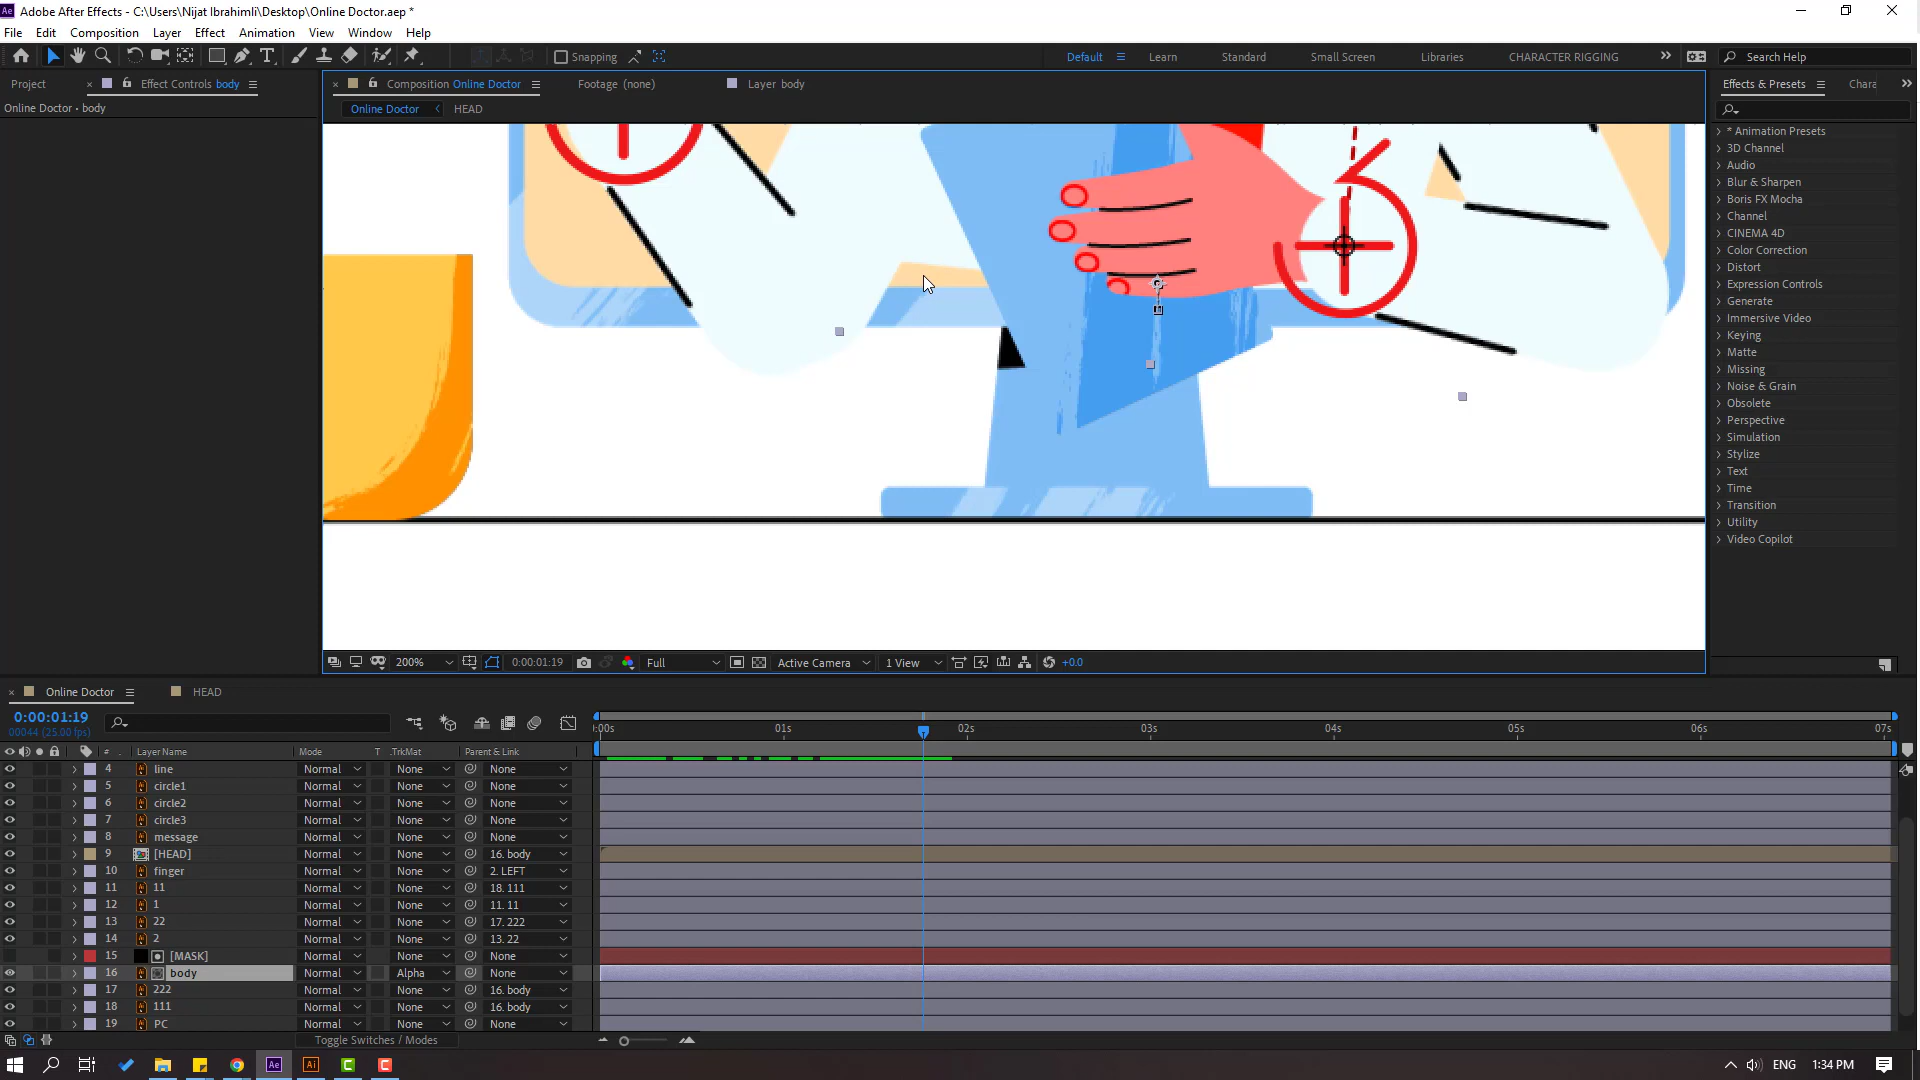 Adobe After Effects - C:\Users\Nijat Ibrahimli\Desktop\Online Doctor.aep *
File Edit Composition Layer Effect Animation View Window Help
Snapping Default Learn Standard Small Screen Libraries CHARACTER RIGGING Search Help
Project Effect Controls body Composition Online Doctor Footage (none) Layer body Effects & Presets Chara
Online Doctor • body Online Doctor HEAD
* Animation Presets
3D Channel
Audio
Blur & Sharpen
Boris FX Mocha
Channel
CINEMA 4D
Color Correction
Distort
Expression Controls
Generate
Immersive Video
Keying
Matte
Missing
Noise & Grain
Obsolete
Perspective
Simulation
Stylize
Text
Time
Transition
Utility
Video Copilot
200% 0:00:01:19 Full Active Camera 1 View +0.0
Online Doctor HEAD
0:00:01:19
00044 (25.00 fps)
:00s 01s 02s 03s 04s 05s 06s 07s
# Layer Name Mode T .TrkMat Parent & Link
4 line Normal None None
5 circle1 Normal None None
6 circle2 Normal None None
7 circle3 Normal None None
8 message Normal None None
9 [HEAD] Normal None 16. body
10 finger Normal None 2. LEFT
11 11 Normal None 18. 111
12 1 Normal None 11. 11
13 22 Normal None 17. 222
14 2 Normal None 13. 22
15 [MASK] Normal None None
16 body Normal Alpha None
17 222 Normal None 16. body
18 111 Normal None 16. body
19 PC Normal None None
Toggle Switches / Modes
Ae Ai C C ENG 1:34 PM